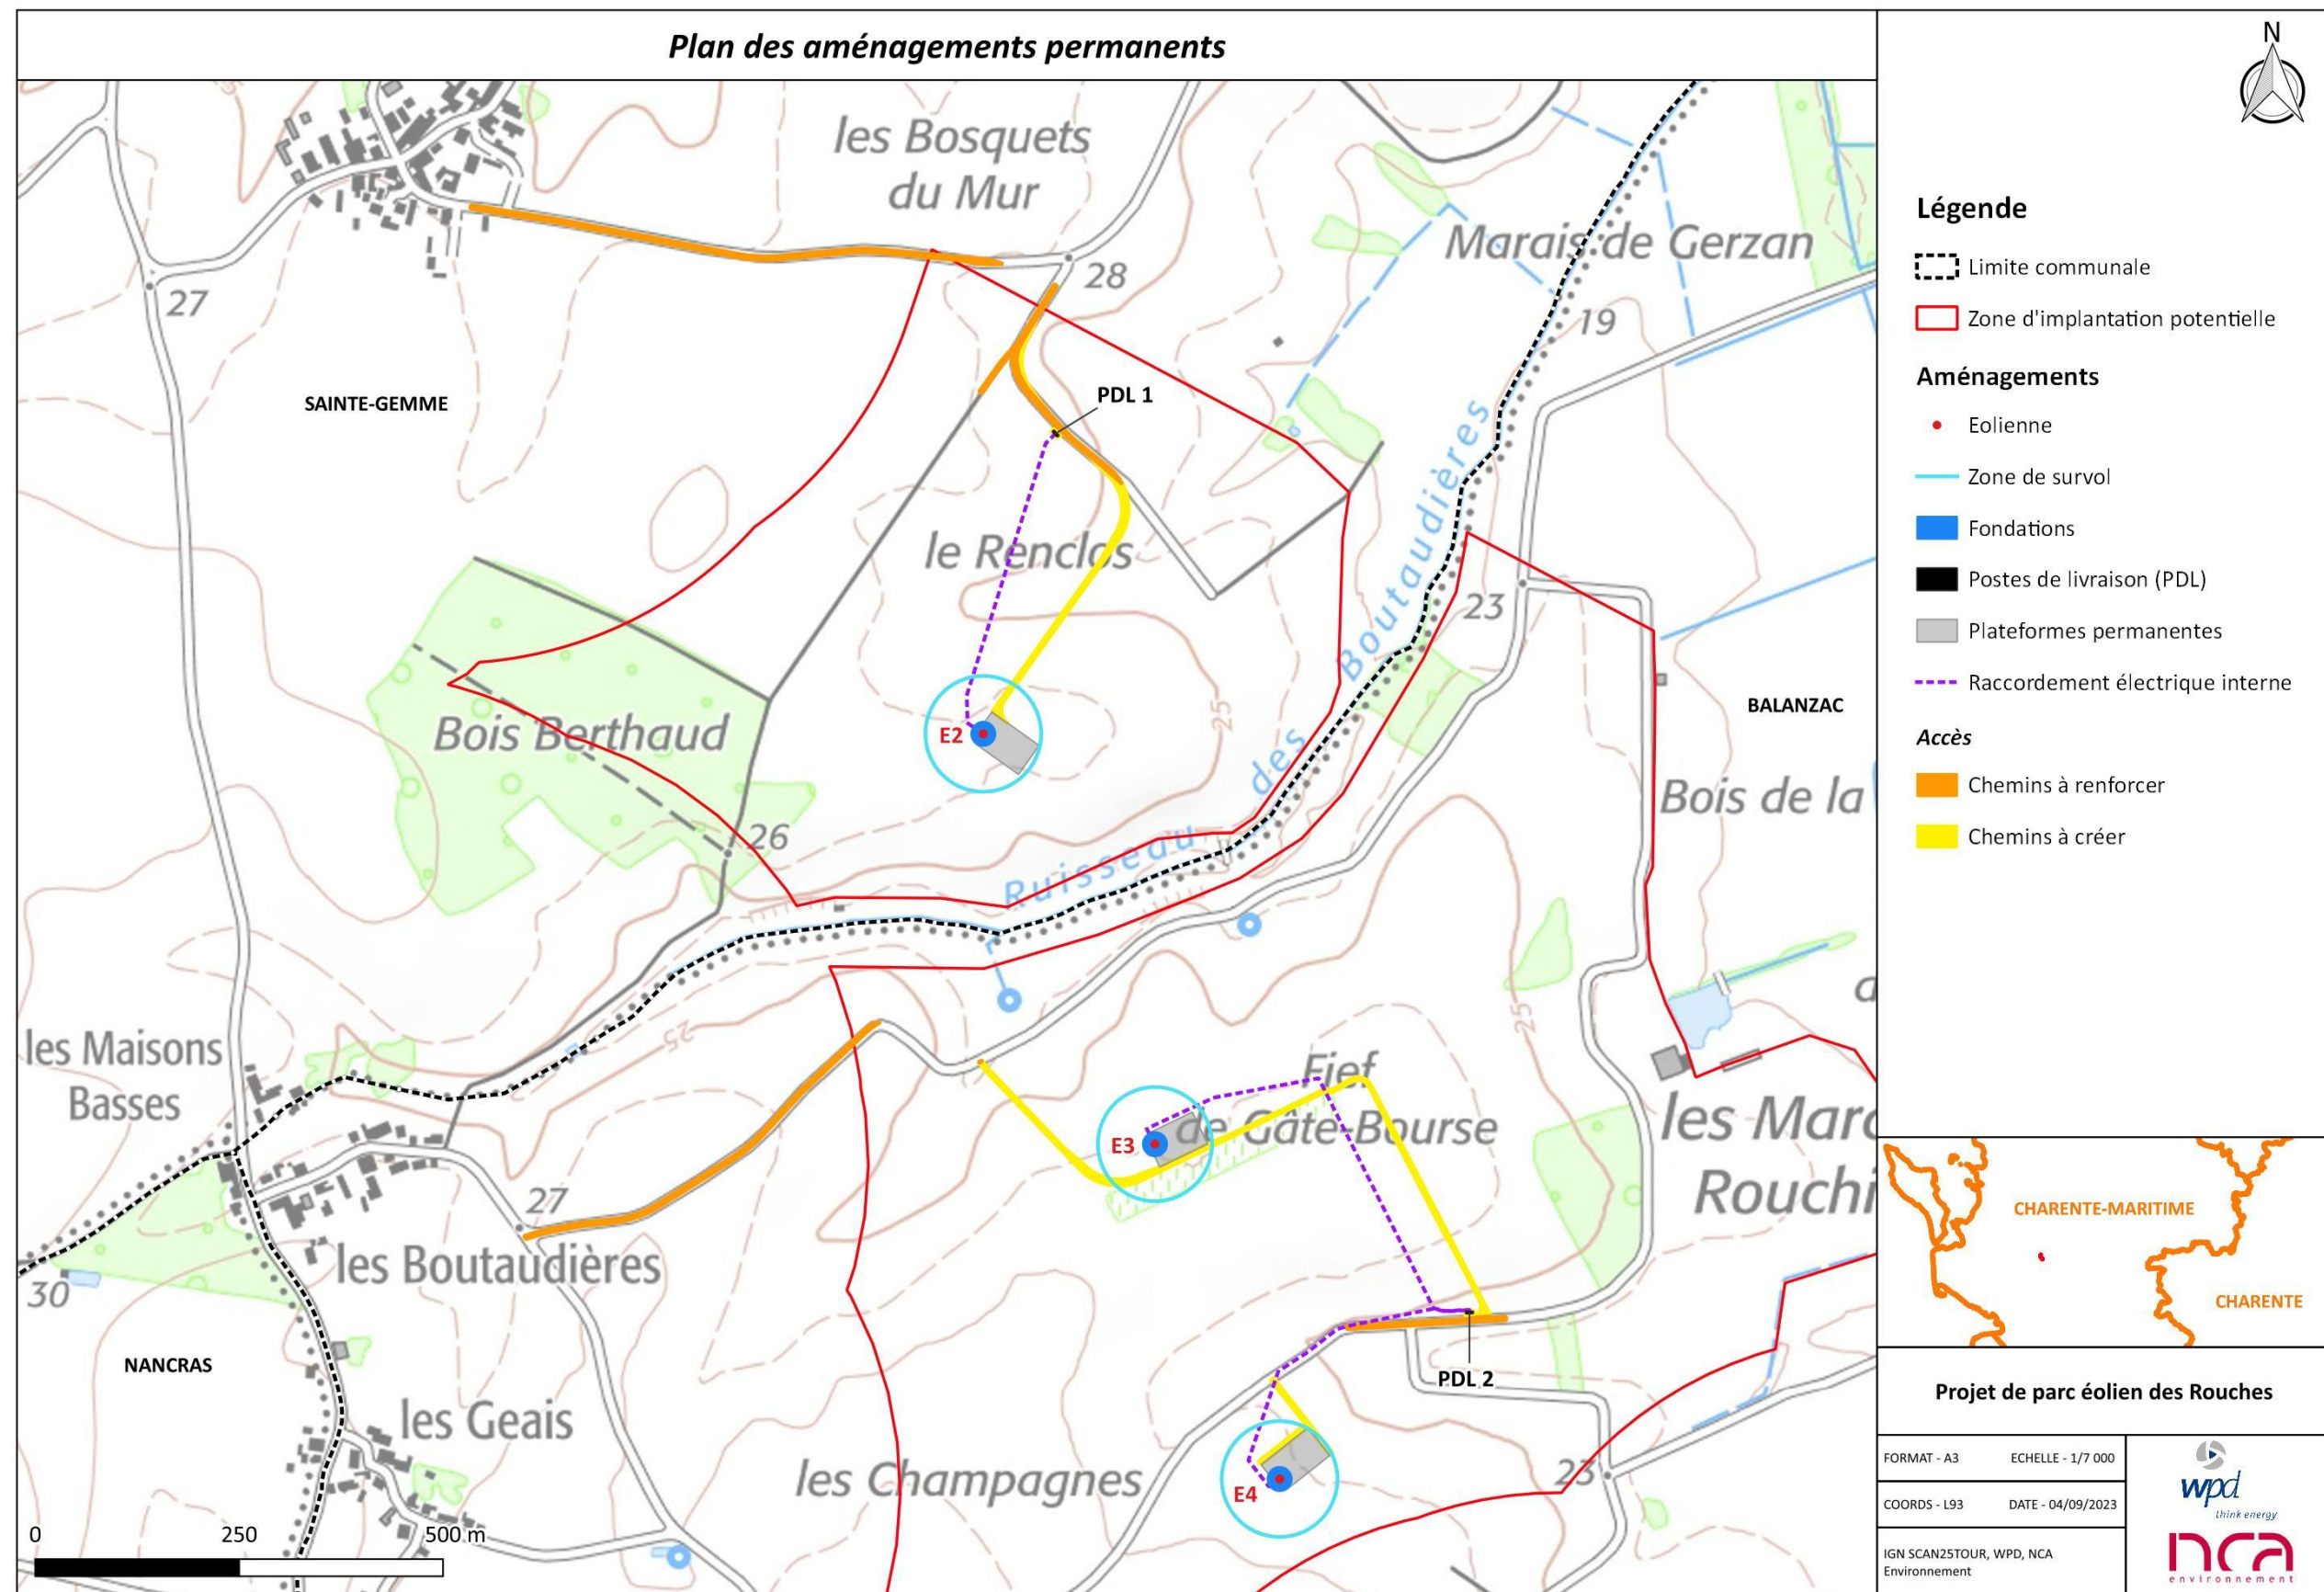 Plan des aménagements permanents
N
les Bosquets
du Mur
Marais de Gerzan
28
27
19
SAINTE-GEMME
PDL 1
le Renclos
Ruisseau des Boutaudières
23
25
BALANZAC
Bois Berthaud
E2
26
Bois de la
d
25
25
les Maisons
Basses
Fief
de Gâte-Bourse
E3
les Mard
Rouchi
27
les Boutaudières
30
NANCRAS
PDL 2
les Geais
les Champagnes
E4
23
0 250 500 m
Légende
Limite communale
Zone d'implantation potentielle
Aménagements
Eolienne
Zone de survol
Fondations
Postes de livraison (PDL)
Plateformes permanentes
Raccordement électrique interne
Accès
Chemins à renforcer
Chemins à créer
CHARENTE-MARITIME
CHARENTE
Projet de parc éolien des Rouches
FORMAT - A3 ECHELLE - 1/7 000
COORDS - L93 DATE - 04/09/2023
IGN SCAN25TOUR, WPD, NCA
Environnement
wpd
think energy
nca
environnement